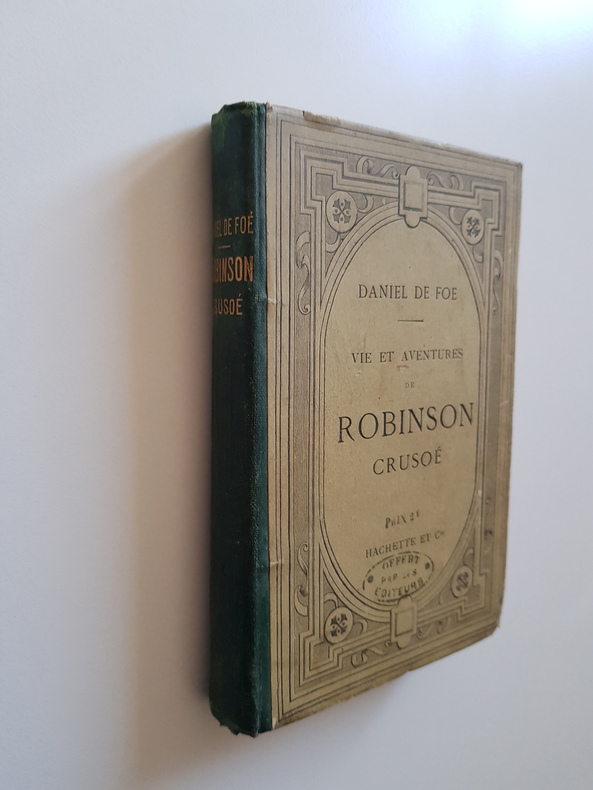 DE FOÉ
CRUSOÉ
DANIEL DE FOE
VIE ET AVENTURES
DE
ROBINSON
CRUSOÉ
PRIX 2f
HACHETTE ET Cie
OFFERT
PAR LES
ÉDITEURS